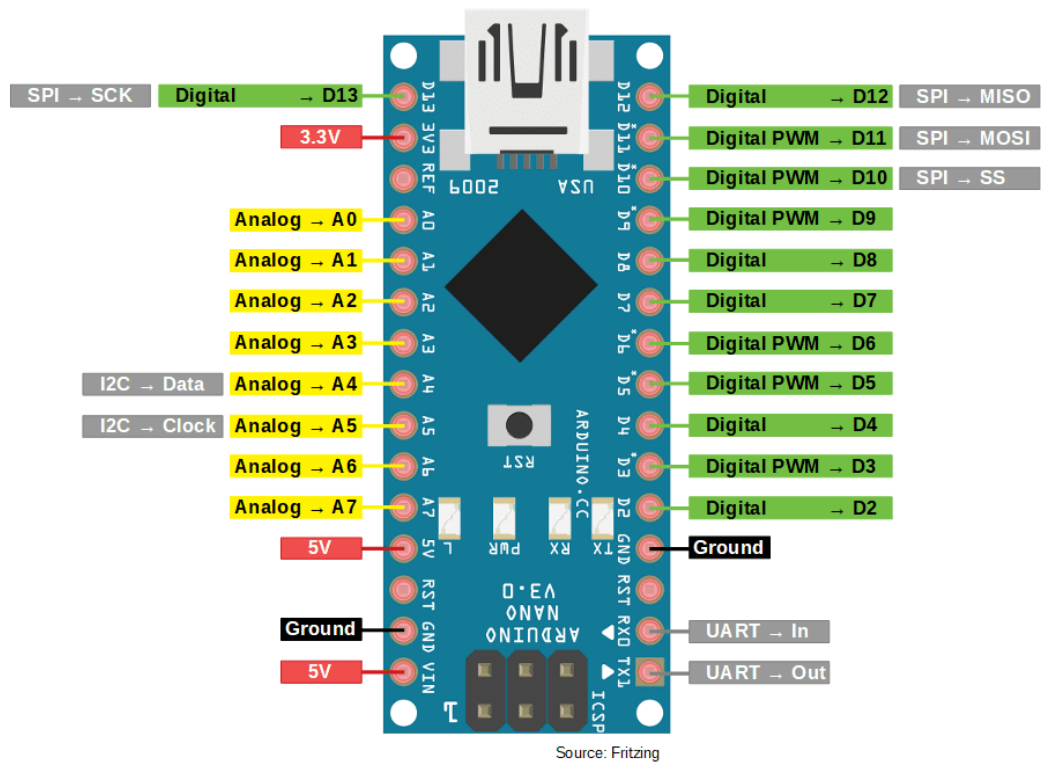 SPI → SCK Digital → D13
3.3V
Analog → A0
Analog → A1
Analog → A2
Analog → A3
I2C → Data Analog → A4
I2C → Clock Analog → A5
Analog → A6
Analog → A7
5V
Ground
5V
D13
3V3
REF
A0
A1
A2
A3
A4
A5
A6
A7
5V
RST
GND
VIN
USA
2009
RST
ARDUINO.CC
TX
RX
PWR
L
ARDUINO
NANO
V3.0
1
ICSP
D12
D11*
D10*
D9*
D8
D7
D6*
D5*
D4
D3*
D2
GND
RST
RX0
TX1
Digital → D12 SPI → MISO
Digital PWM → D11 SPI → MOSI
Digital PWM → D10 SPI → SS
Digital PWM → D9
Digital → D8
Digital → D7
Digital PWM → D6
Digital PWM → D5
Digital → D4
Digital PWM → D3
Digital → D2
Ground
UART → In
UART → Out
Source: Fritzing